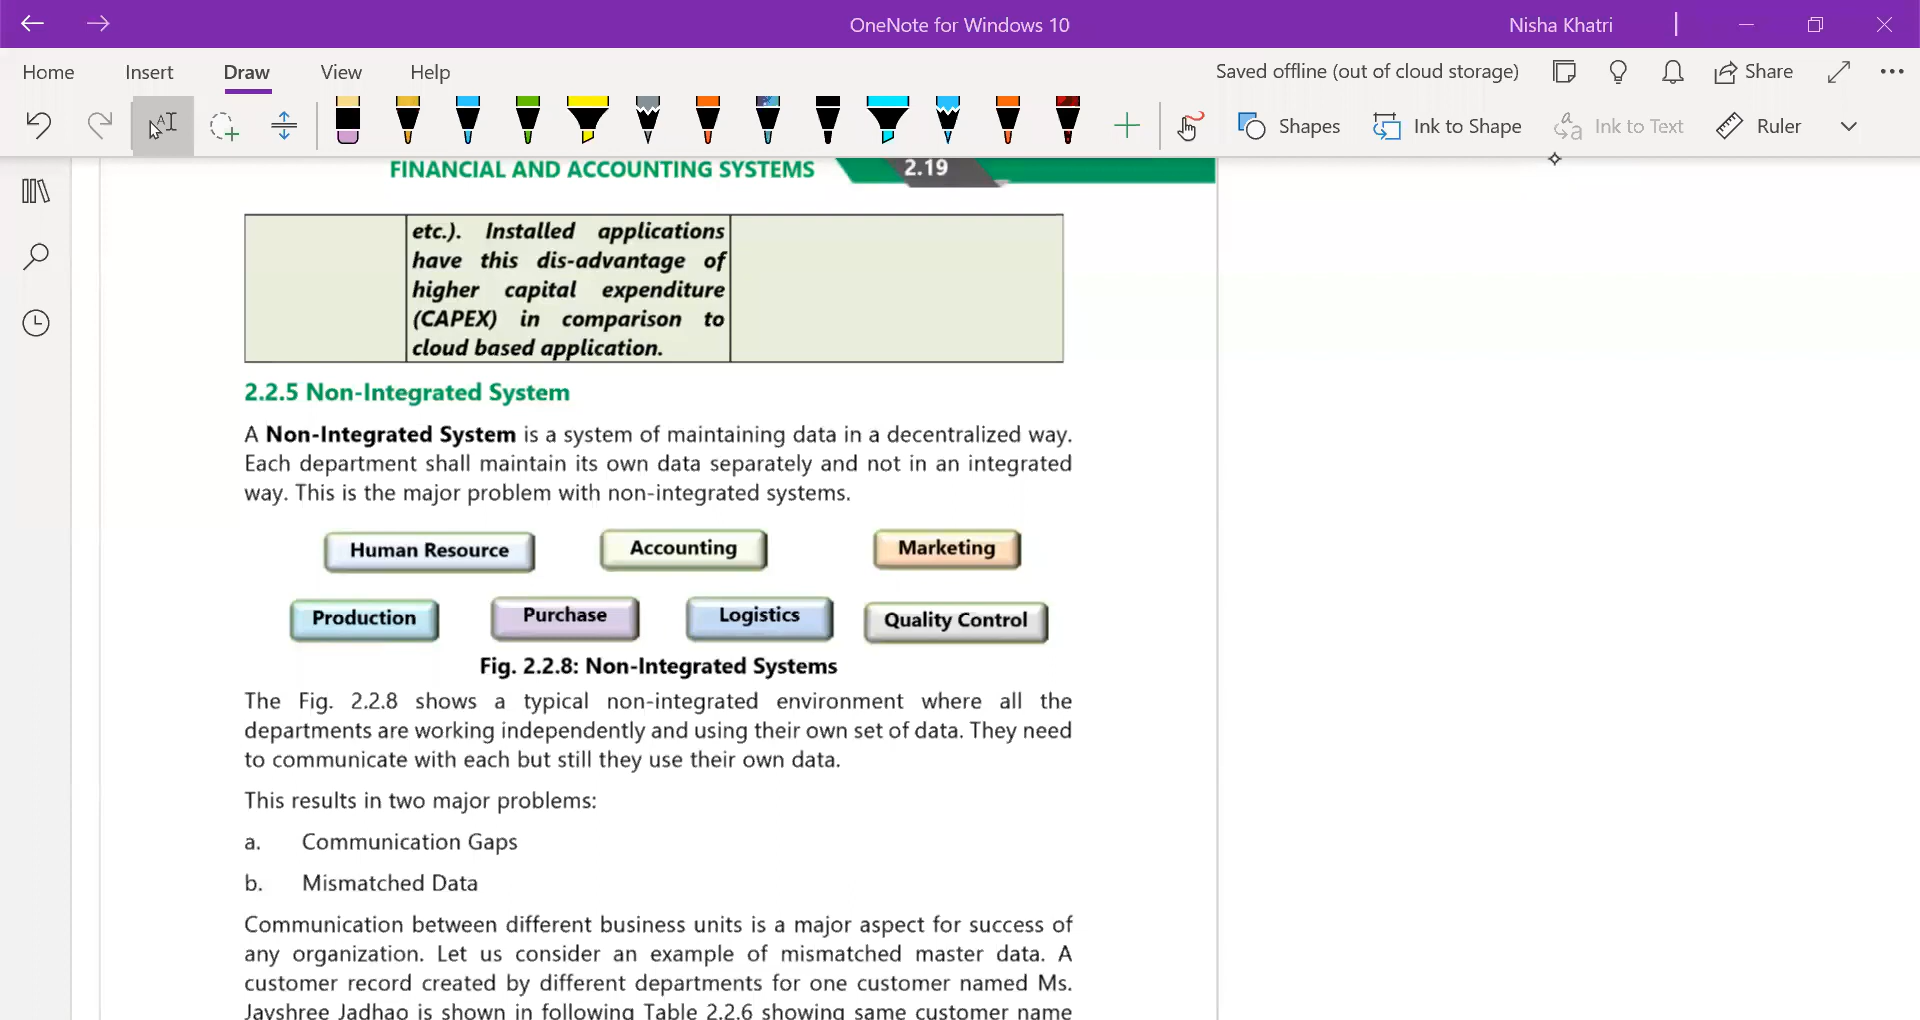 OneNote for Windows 10
Nisha Khatri
Home Insert Draw View Help
Saved offline (out of cloud storage)
Share
Shapes
Ink to Shape
Ink to Text
Ruler
FINANCIAL AND ACCOUNTING SYSTEMS 2.19
etc.). Installed applications
have this dis-advantage of
higher capital expenditure
(CAPEX) in comparison to
cloud based application.
2.2.5 Non-Integrated System
A Non-Integrated System is a system of maintaining data in a decentralized way.
Each department shall maintain its own data separately and not in an integrated
way. This is the major problem with non-integrated systems.
Human Resource Accounting Marketing
Production Purchase Logistics Quality Control
Fig. 2.2.8: Non-Integrated Systems
The Fig. 2.2.8 shows a typical non-integrated environment where all the
departments are working independently and using their own set of data. They need
to communicate with each but still they use their own data.
This results in two major problems:
a. Communication Gaps
b. Mismatched Data
Communication between different business units is a major aspect for success of
any organization. Let us consider an example of mismatched master data. A
customer record created by different departments for one customer named Ms.
Jayshree Jadhao is shown in following Table 2.2.6 showing same customer name